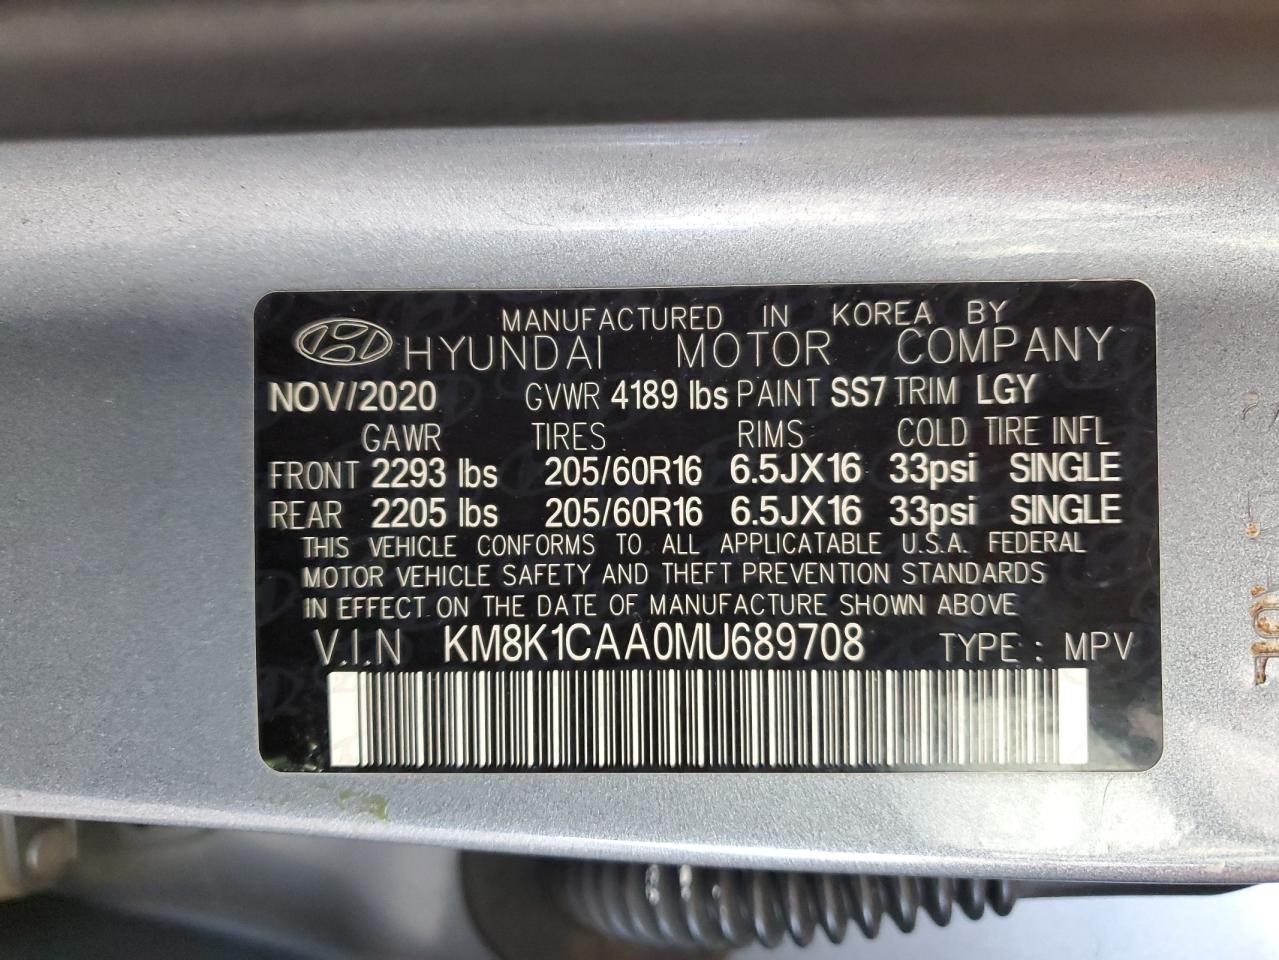 MANUFACTURED IN KOREA BY
HYUNDAI MOTOR COMPANY
NOV/2020 GVWR 4189 lbs PAINT SS7 TRIM LGY
GAWR TIRES RIMS COLD TIRE INFL
FRONT 2293 lbs 205/60R16 6.5JX16 33psi SINGLE
REAR 2205 lbs 205/60R16 6.5JX16 33psi SINGLE
THIS VEHICLE CONFORMS TO ALL APPLICATABLE U.S.A. FEDERAL
MOTOR VEHICLE SAFETY AND THEFT PREVENTION STANDARDS
IN EFFECT ON THE DATE OF MANUFACTURE SHOWN ABOVE
V.I.N KM8K1CAA0MU689708 TYPE : MPV